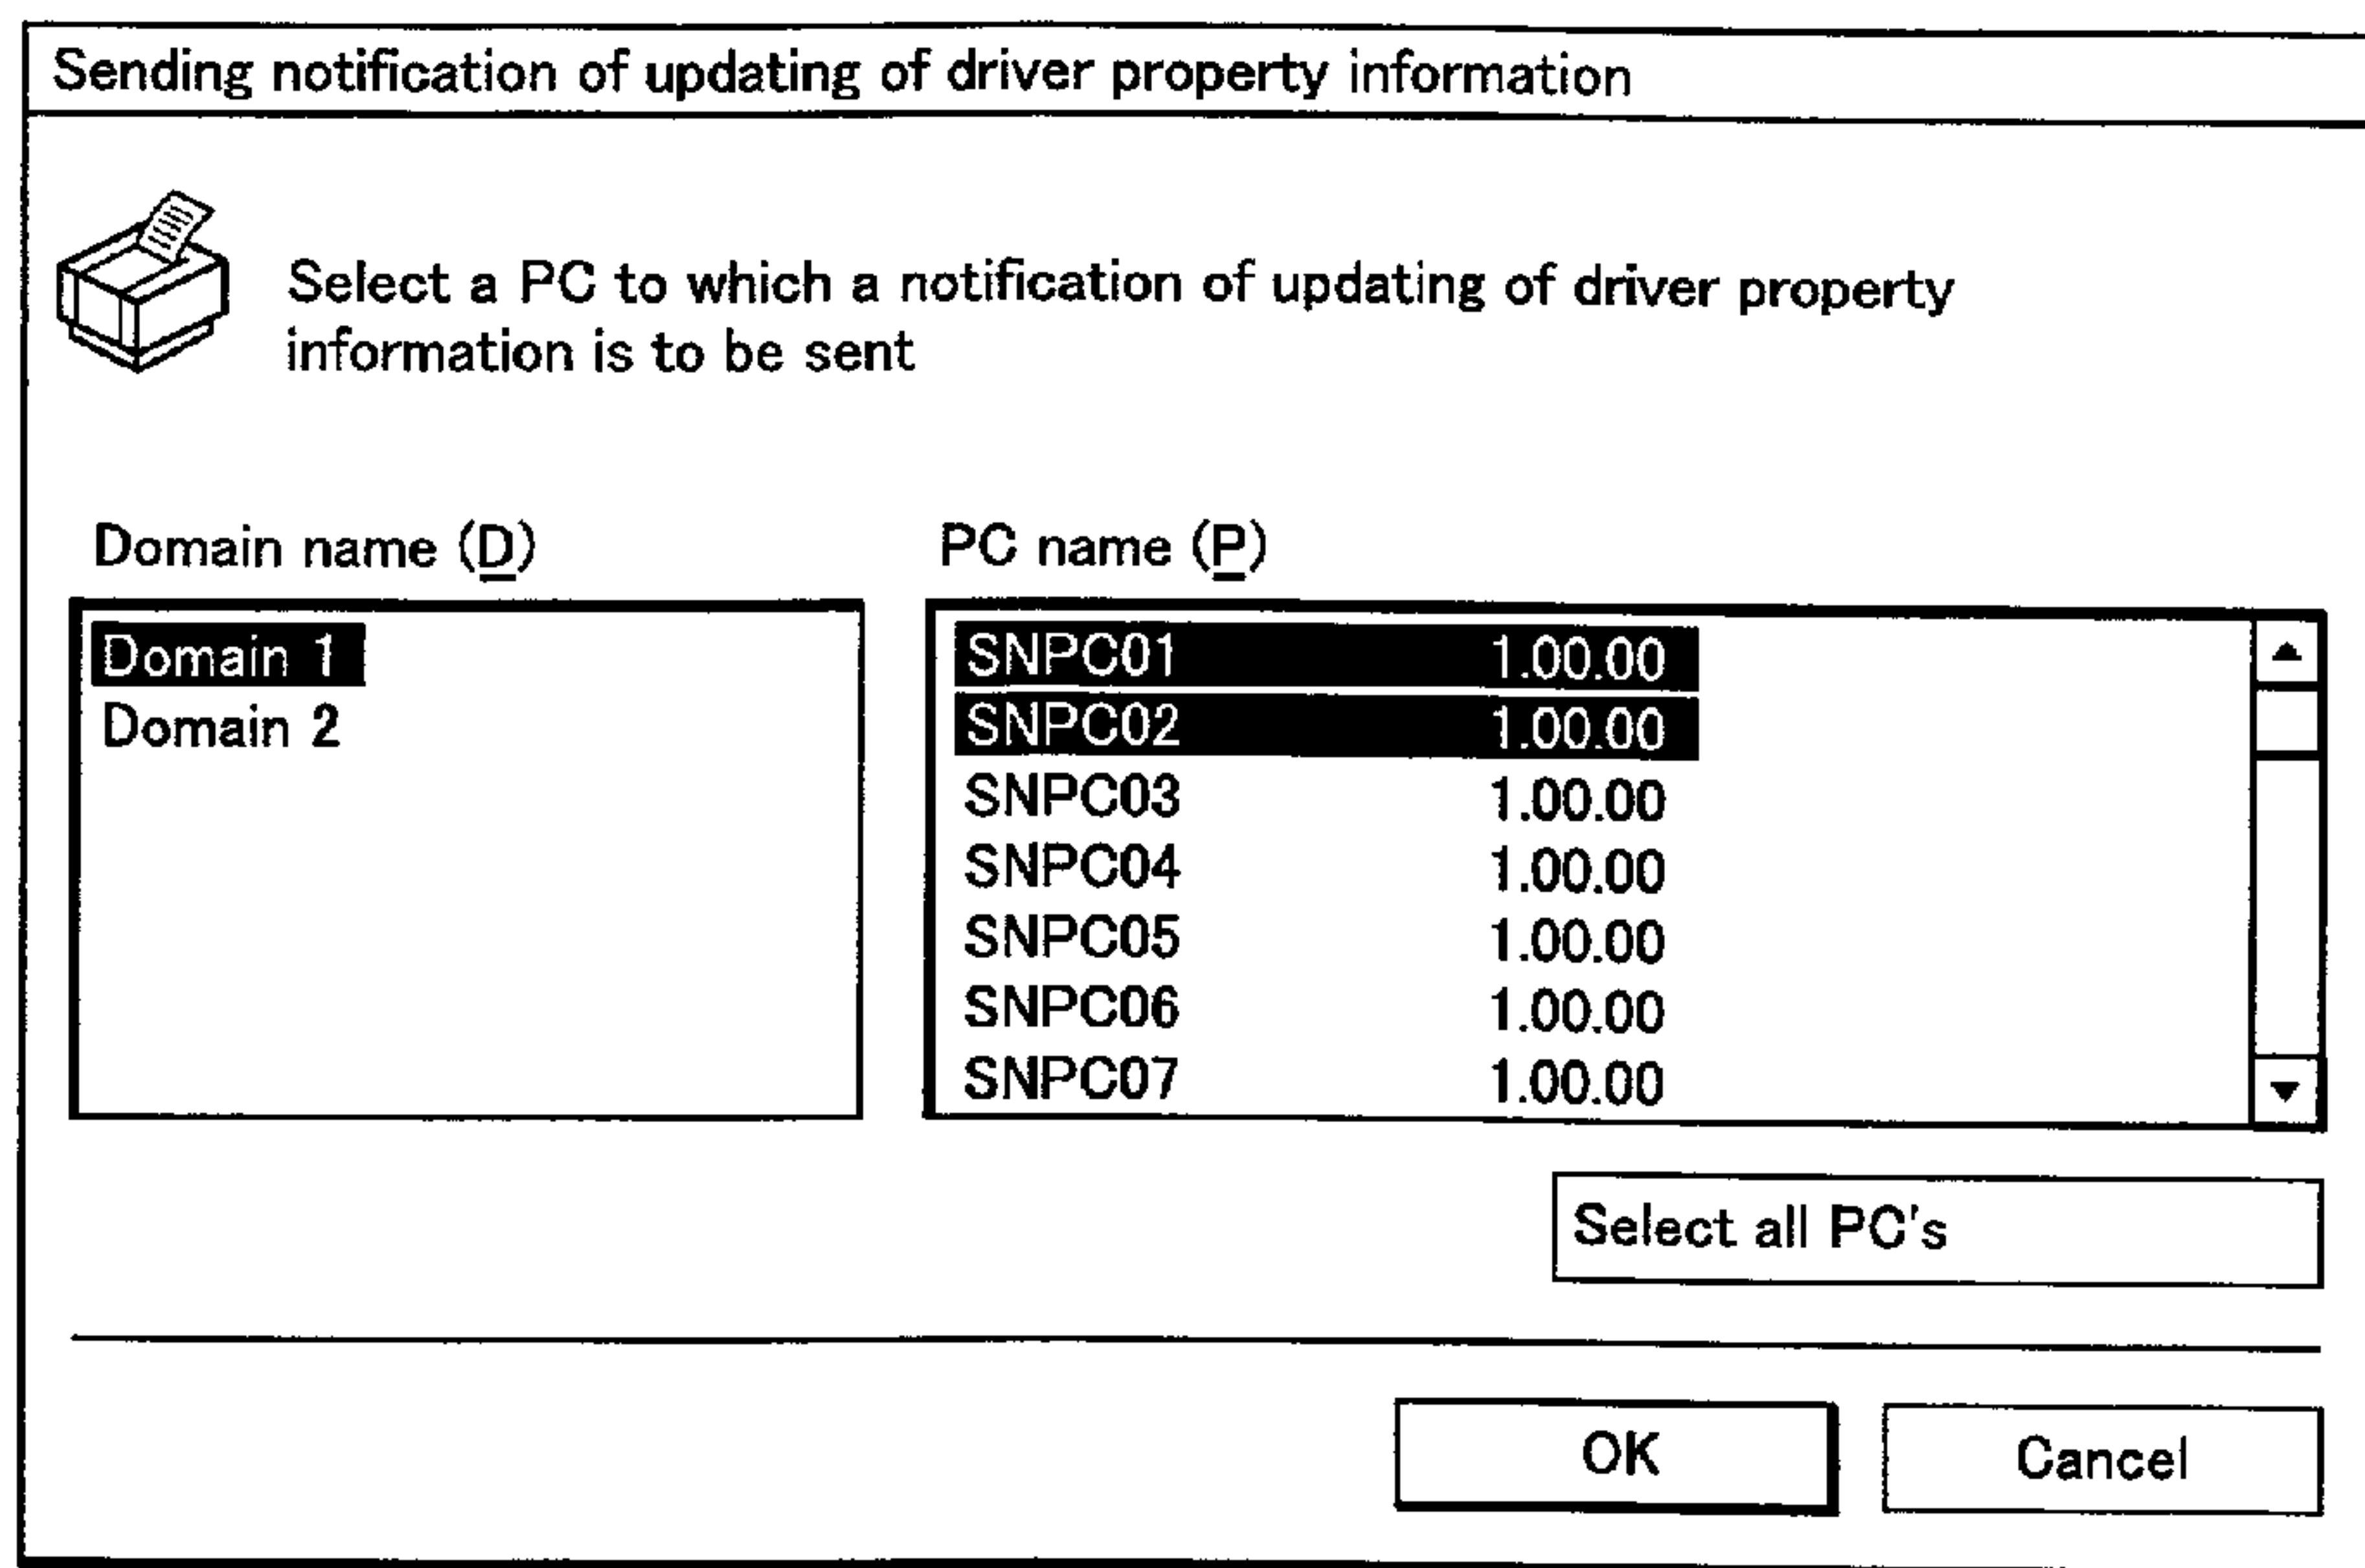 Sending notification of updating of driver property information
Select a PC to which a notification of updating of driver property
information is to be sent
Domain name (D)
Domain 1
Domain 2
PC name (P)
SNPC01 1.00.00
SNPC02 1.00.00
SNPC03 1.00.00
SNPC04 1.00.00
SNPC05 1.00.00
SNPC06 1.00.00
SNPC07 1.00.00
Select all PC's
OK
Cancel